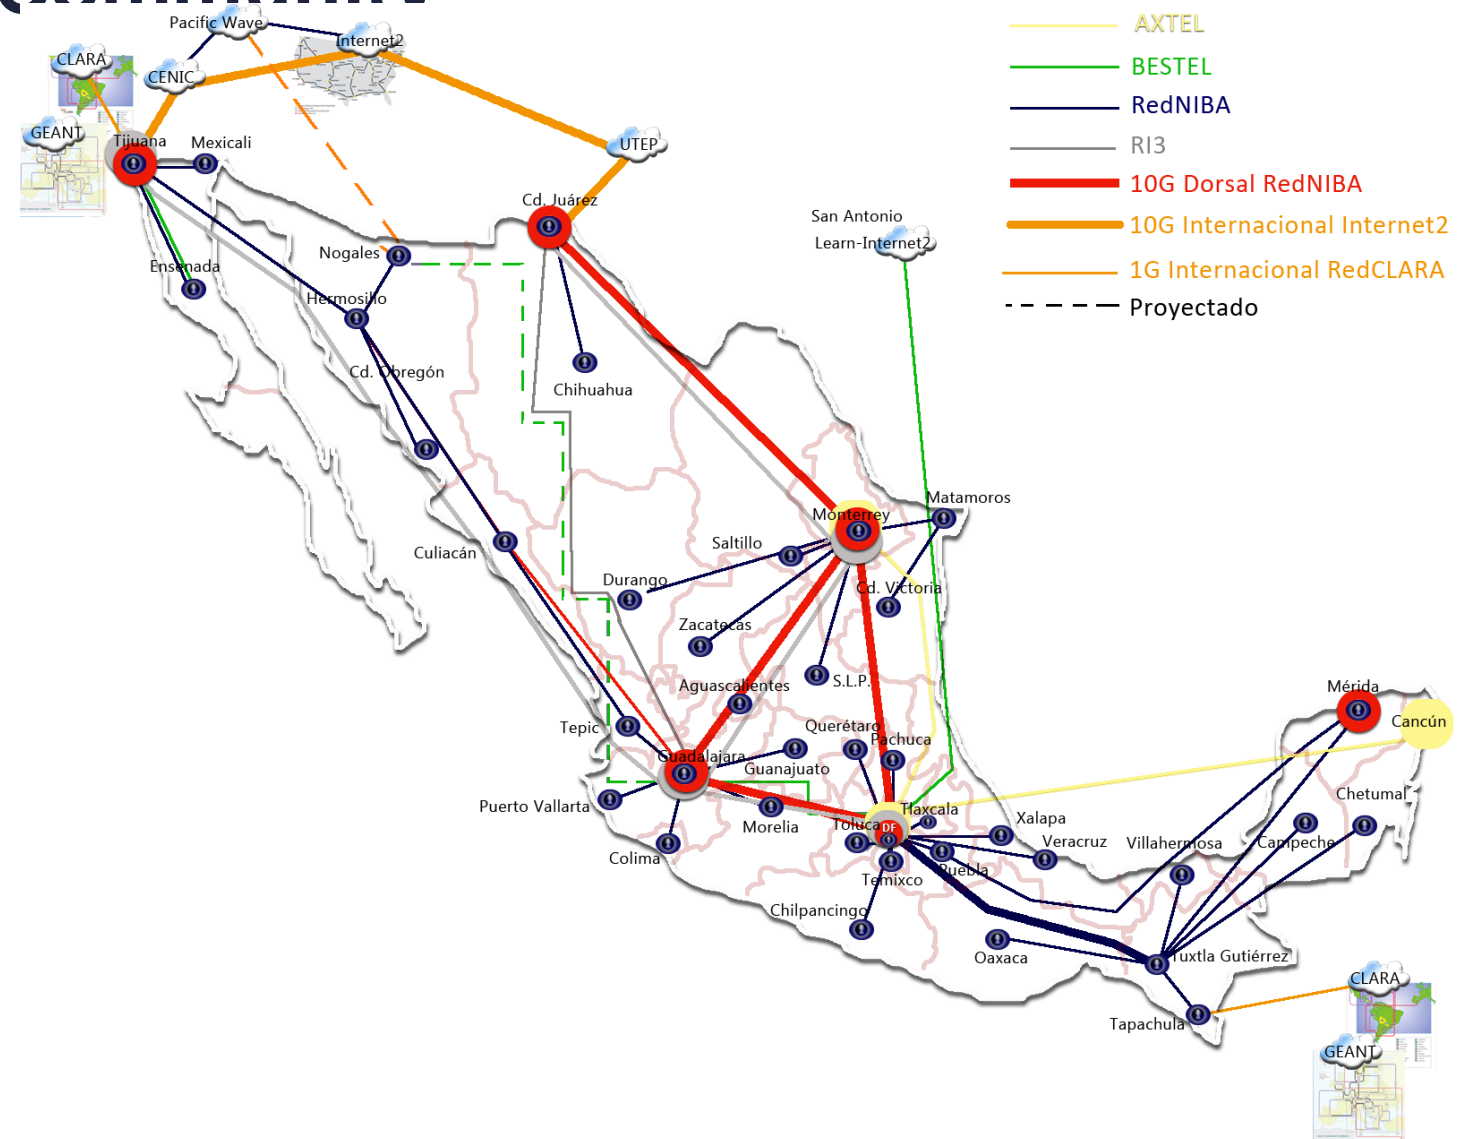 Pacific Wave
Internet2
CLARA
CENIC
GEANT
Tijuana
Mexicali
UTEP
AXTEL
BESTEL
RedNIBA
RI3
10G Dorsal RedNIBA
10G Internacional Internet2
1G Internacional RedCLARA
Proyectado
Cd. Juárez
San Antonio
Learn-Internet2
Nogales
Ensenada
Hermosillo
Cd. Obregón
Chihuahua
Culiacán
Monterrey
Matamoros
Saltillo
Durango
Cd. Victoria
Zacatecas
Aguascalientes
S.L.P.
Tepic
Querétaro
Pachuca
Guadalajara
Guanajuato
Puerto Vallarta
Morelia
Colima
Toluca
Tlaxcala
DF
Xalapa
Veracruz
Puebla
Temixco
Chilpancingo
Oaxaca
Villahermosa
Campeche
Chetumal
Mérida
Cancún
Tuxtla Gutiérrez
Tapachula
CLARA
GEANT